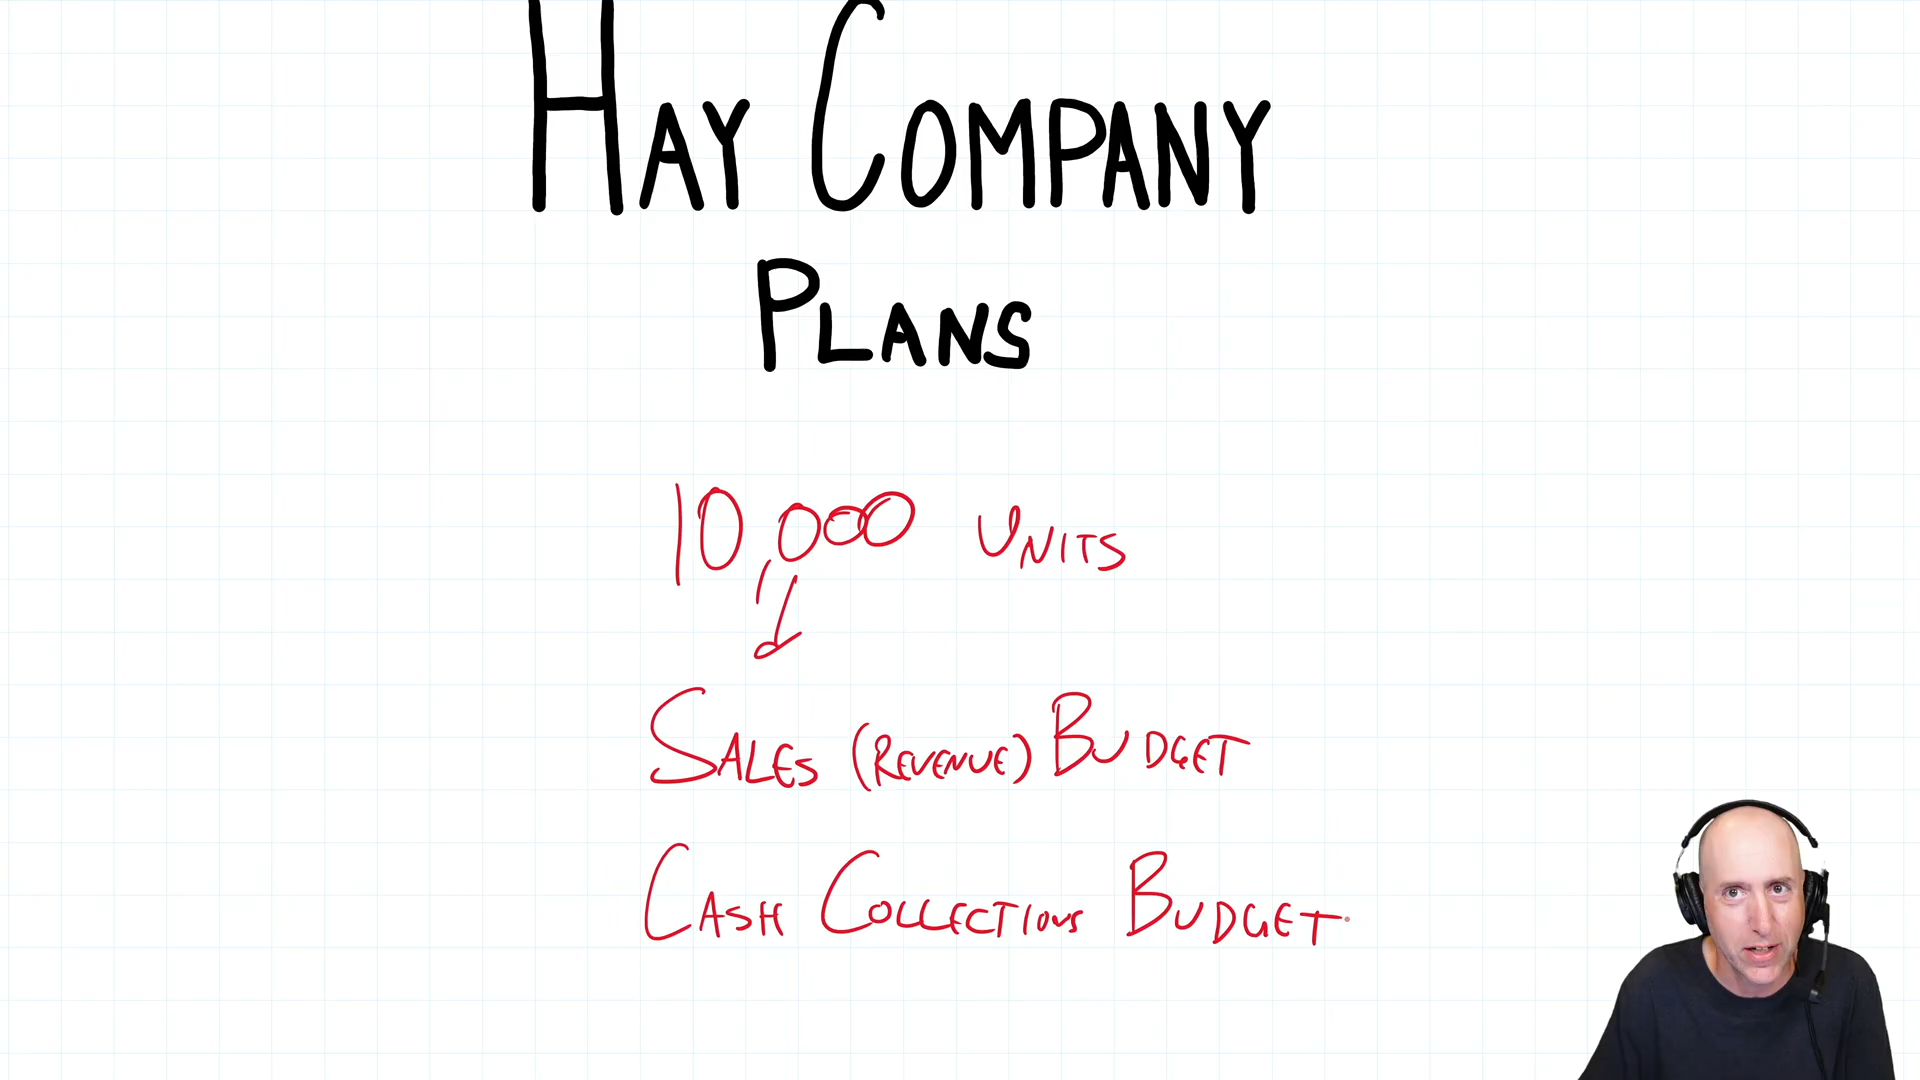 HAY COMPANY
PLANS
10,000 UNITS
SALES (REVENUE) BUDGET
CASH COLLECTIONS BUDGET